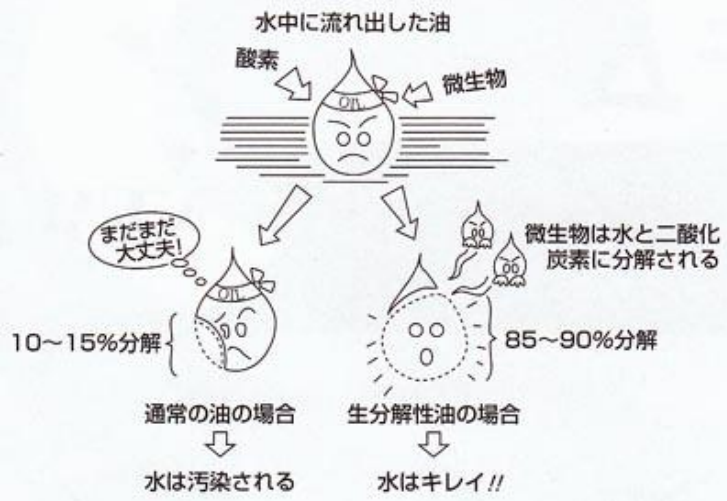 水中に流れ出した油
酸素
微生物
OIL
まだまだ
大丈夫!
OIL
微生物は水と二酸化
炭素に分解される
10〜15%分解
85〜90%分解
通常の油の場合
生分解性油の場合
水は汚染される
水はキレイ!!